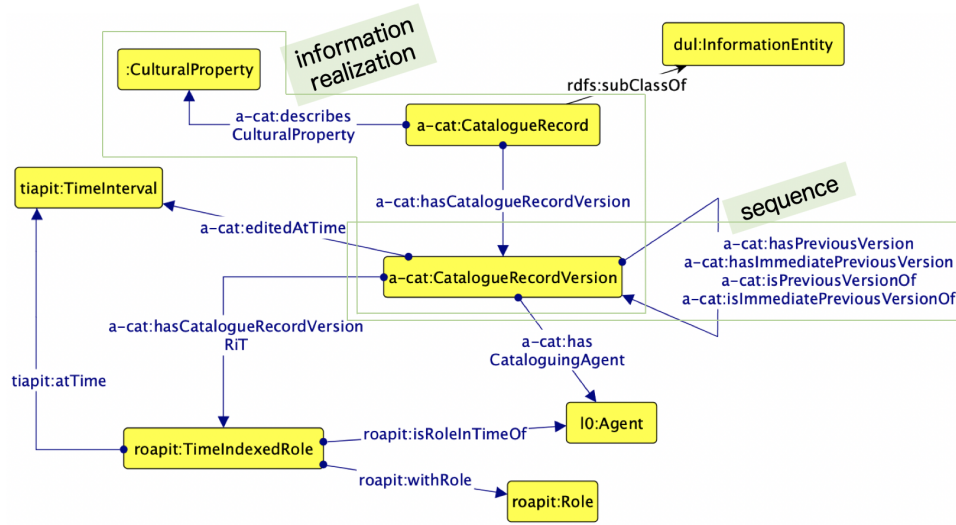 information
realization
dul:InformationEntity
:CulturalProperty
rdfs:subClassOf
a-cat:describes
CulturalProperty
a-cat:CatalogueRecord
tiapit:TimeInterval
a-cat:hasCatalogueRecordVersion
sequence
a-cat:editedAtTime
a-cat:hasPreviousVersion
a-cat:hasImmediatePreviousVersion
a-cat:isPreviousVersionOf
a-cat:isImmediatePreviousVersionOf
a-cat:CatalogueRecordVersion
a-cat:hasCatalogueRecordVersion
RiT
a-cat:has
CataloguingAgent
tiapit:atTime
l0:Agent
roapit:isRoleInTimeOf
roapit:TimeIndexedRole
roapit:withRole
roapit:Role